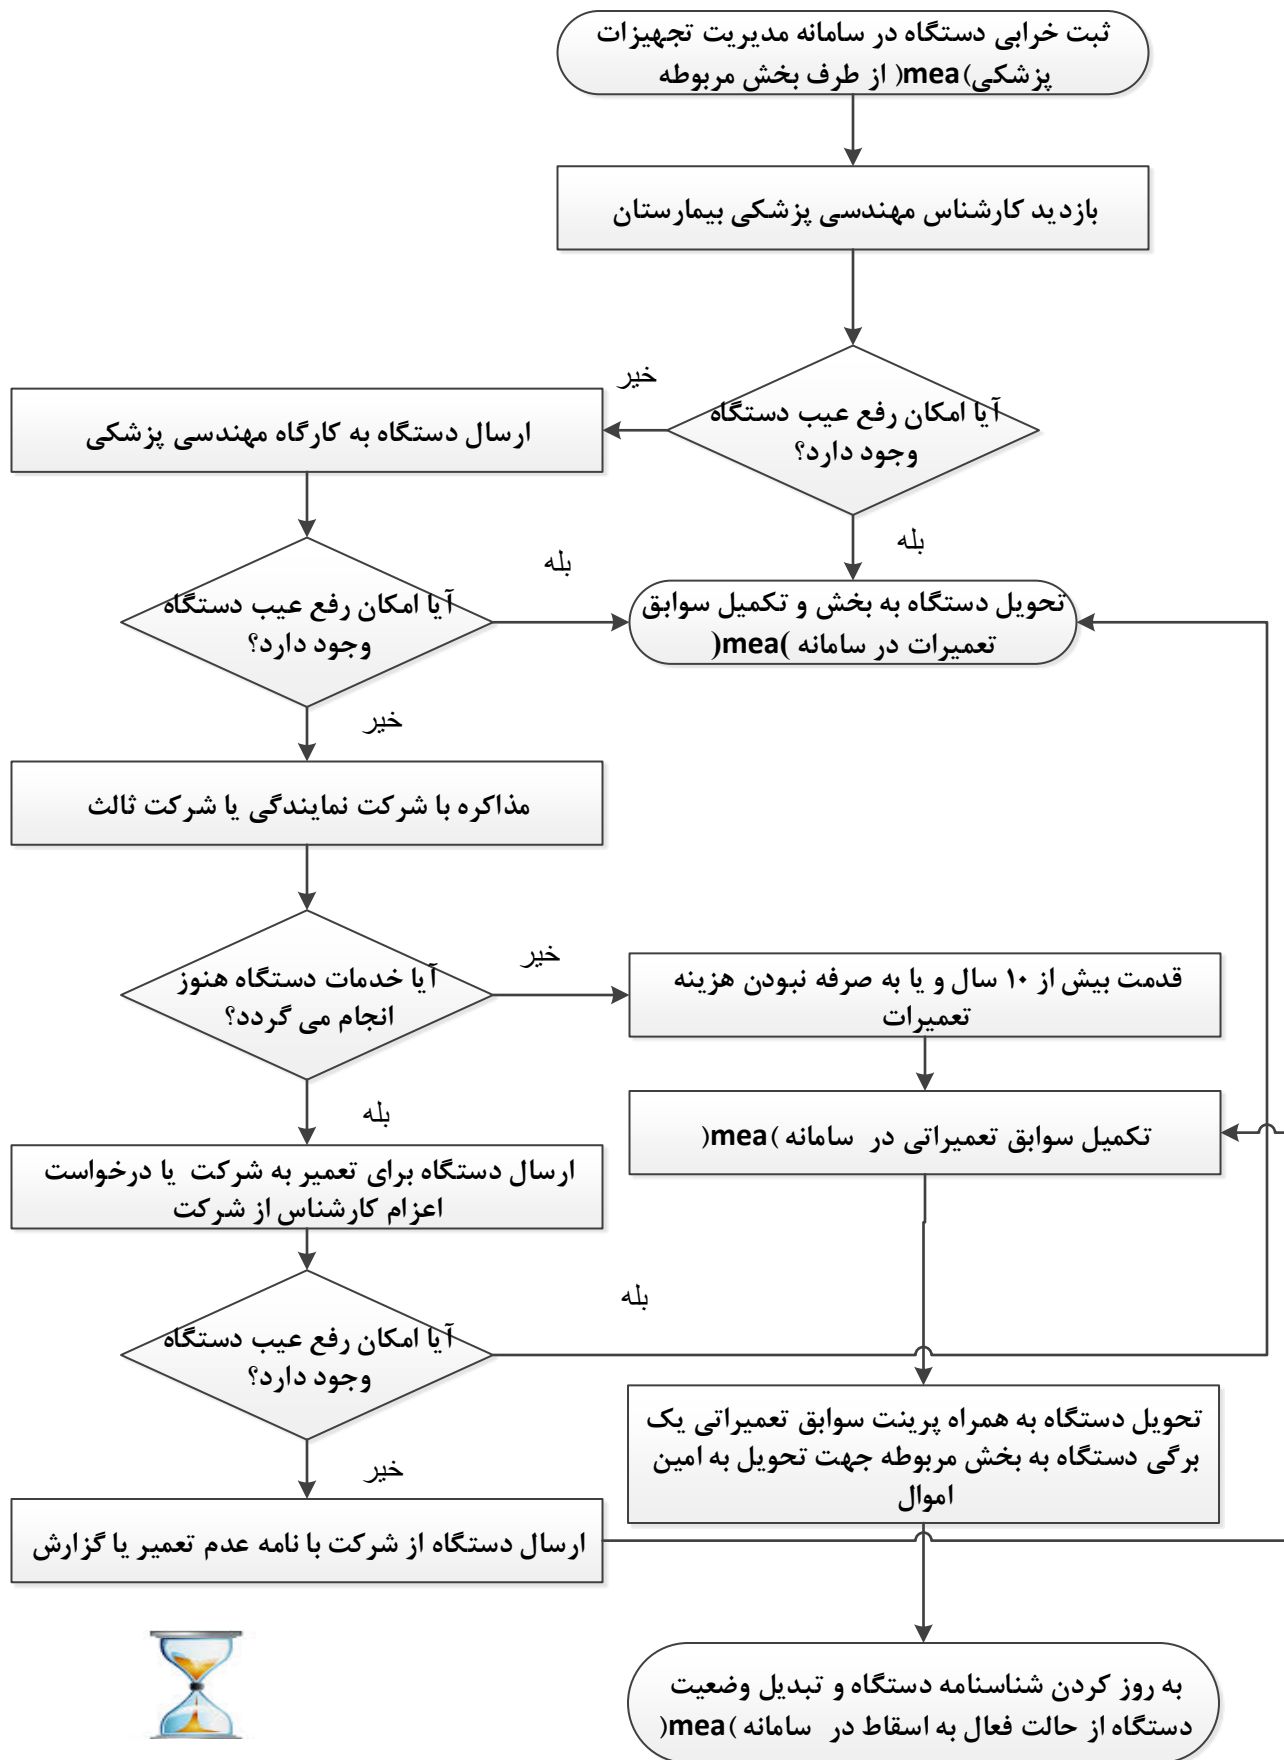 ثبت خرابی دستگاه در سامانه مدیریت تجهیزات
پزشکی)mea( از طرف بخش مربوطه
بازدید کارشناس مهندسی پزشکی بیمارستان
آیا امکان رفع عیب دستگاه
وجود دارد؟
خیر
ارسال دستگاه به کارگاه مهندسی پزشکی
بله
آیا امکان رفع عیب دستگاه
وجود دارد؟
بله
تحویل دستگاه به بخش و تکمیل سوابق
تعمیرات در سامانه )mea(
خیر
مذاکره با شرکت نمایندگی یا شرکت ثالث
آیا خدمات دستگاه هنوز
انجام می گردد؟
خیر
قدمت بیش از ۱۰ سال و یا به صرفه نبودن هزینه
تعمیرات
تکمیل سوابق تعمیراتی در سامانه )mea(
بله
ارسال دستگاه برای تعمیر به شرکت یا درخواست
اعزام کارشناس از شرکت
آیا امکان رفع عیب دستگاه
وجود دارد؟
بله
تحویل دستگاه به همراه پرینت سوابق تعمیراتی یک
برگی دستگاه به بخش مربوطه جهت تحویل به امین
اموال
خیر
ارسال دستگاه از شرکت با نامه عدم تعمیر یا گزارش
به روز کردن شناسنامه دستگاه و تبدیل وضعیت
دستگاه از حالت فعال به اسقاط در سامانه )mea(